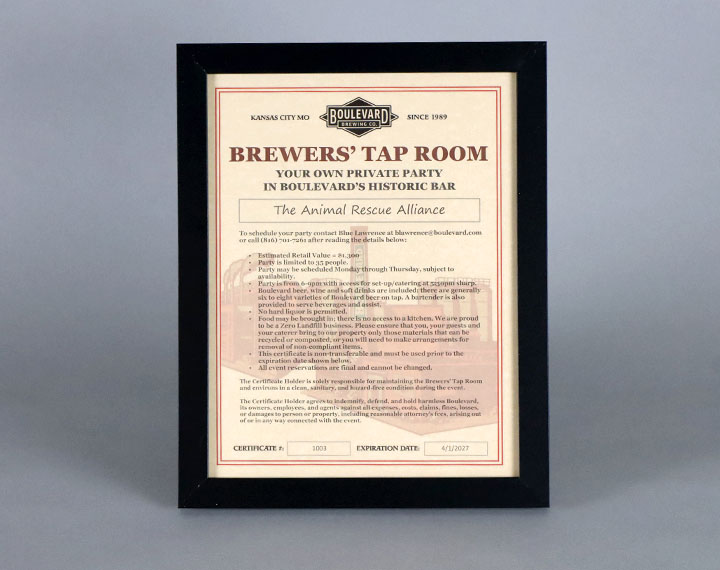 KANSAS CITY MO BOULEVARD BREWING CO. SINCE 1989
BREWERS' TAP ROOM
YOUR OWN PRIVATE PARTY
IN BOULEVARD'S HISTORIC BAR
The Animal Rescue Alliance
To schedule your party contact Blue Lawrence at blawrence@boulevard.com
or call (816) 701-7261 after reading the details below:
• Estimated Retail Value = $1,300
• Party is limited to 35 people.
• Party may be scheduled Monday through Thursday, subject to
availability.
• Party is from 6-9pm with access for set-up/catering at 5:30pm sharp.
• Boulevard beer, wine and soft drinks are included; there are generally
six to eight varieties of Boulevard beer on tap. A bartender is also
provided to serve beverages and assist.
• No hard liquor is permitted.
• Food may be brought in; there is no access to a kitchen. We are proud
to be a Zero Landfill business. Please ensure that you, your guests and
your caterer bring to our property only those materials that can be
recycled or composted, or you will need to make arrangements for
removal of non-compliant items.
• This certificate is non-transferable and must be used prior to the
expiration date shown below.
• All event reservations are final and cannot be changed.
The Certificate Holder is solely responsible for maintaining the Brewers' Tap Room
and environs in a clean, sanitary, and hazard-free condition during the event.
The Certificate Holder agrees to indemnify, defend, and hold harmless Boulevard,
its owners, employees, and agents against all expenses, costs, claims, fines, losses,
or damages to person or property, including reasonable attorney's fees, arising out
of or in any way connected with the event.
CERTIFICATE #: 1003 EXPIRATION DATE: 4/1/2027